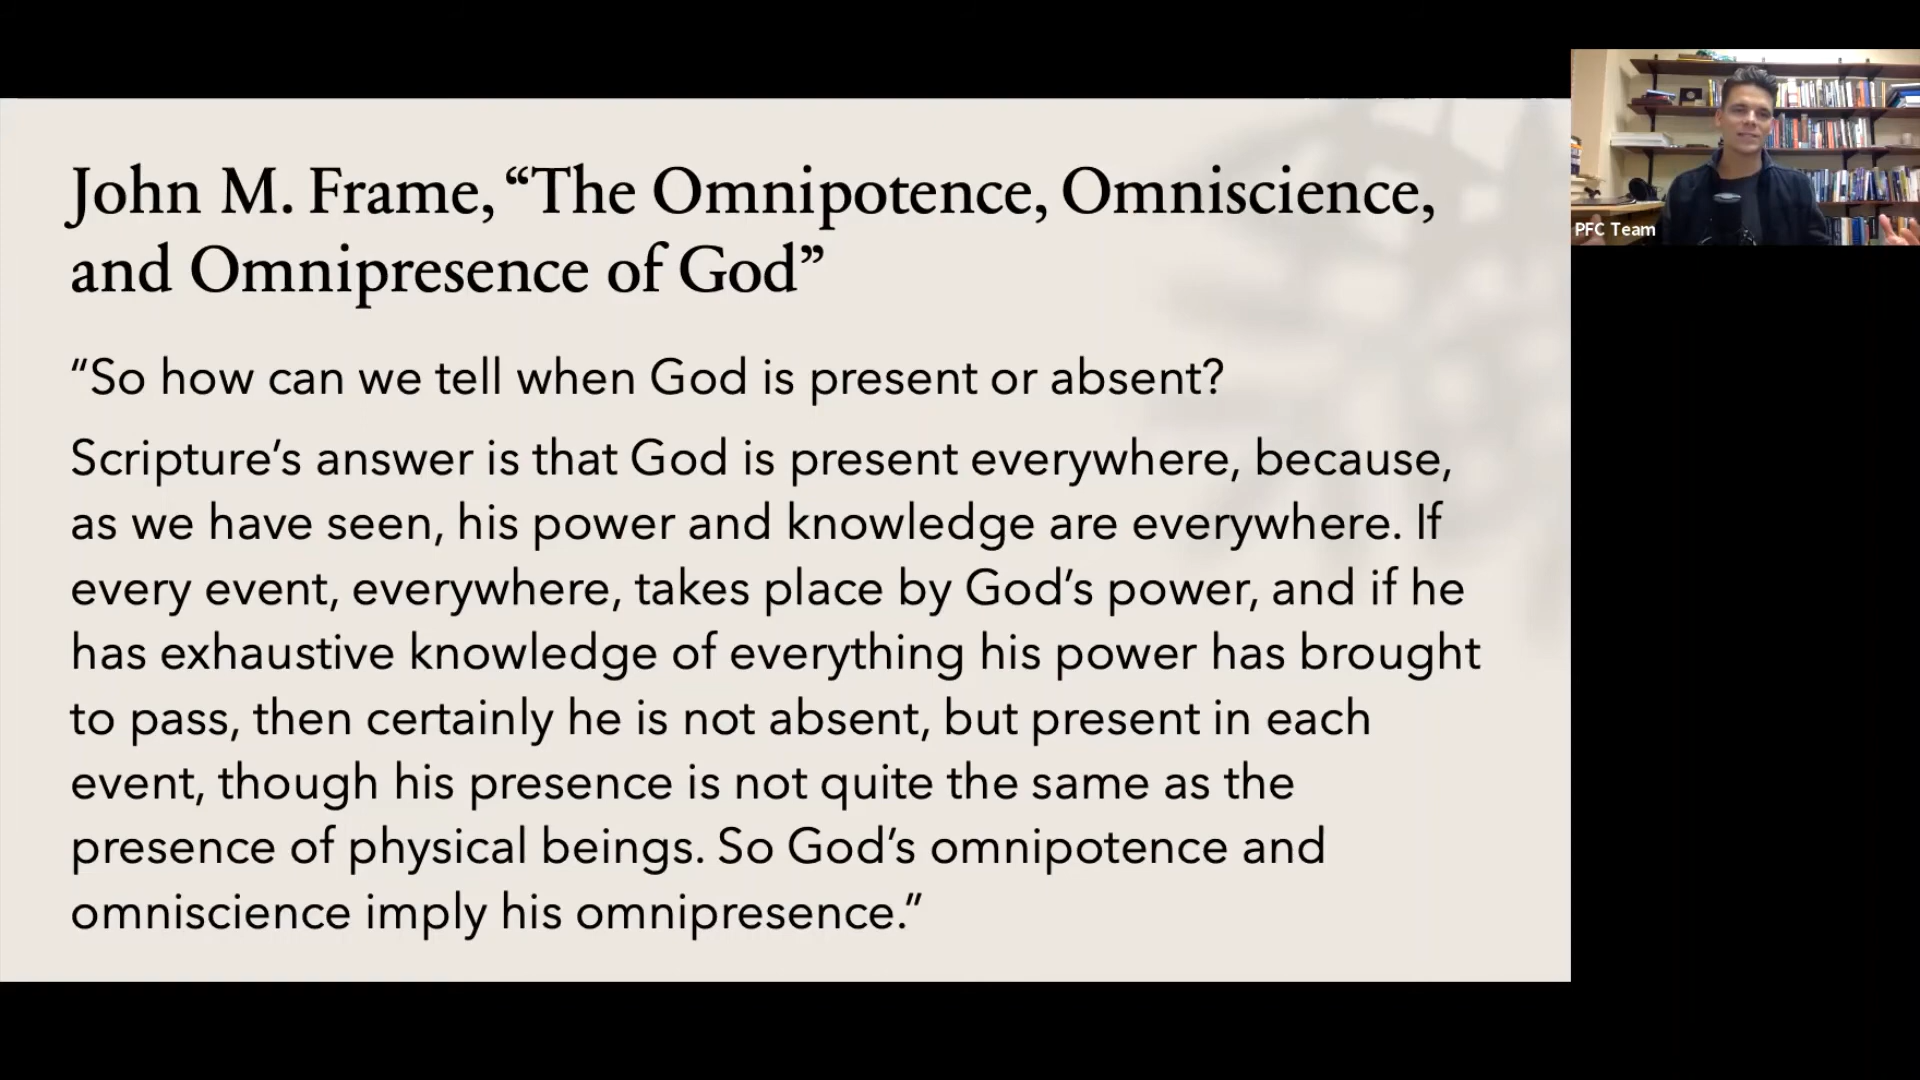 John M. Frame, “The Omnipotence, Omniscience,
and Omnipresence of God”
“So how can we tell when God is present or absent?
Scripture’s answer is that God is present everywhere, because,
as we have seen, his power and knowledge are everywhere. If
every event, everywhere, takes place by God’s power, and if he
has exhaustive knowledge of everything his power has brought
to pass, then certainly he is not absent, but present in each
event, though his presence is not quite the same as the
presence of physical beings. So God’s omnipotence and
omniscience imply his omnipresence.”
PFC Team